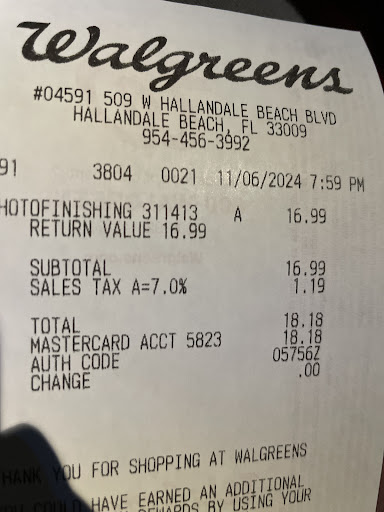 Walgreens
#04591 509 W HALLANDALE BEACH BLVD
HALLANDALE BEACH, FL 33009
954-456-3992
91 3804 0021 11/06/2024 7:59 PM
HOTOFINISHING 311413 A 16.99
RETURN VALUE 16.99
SUBTOTAL 16.99
SALES TAX A=7.0% 1.19
TOTAL 18.18
MASTERCARD ACCT 5823 18.18
AUTH CODE 05756Z
CHANGE .00
HANK YOU FOR SHOPPING AT WALGREENS
YOU COULD HAVE EARNED AN ADDITIONAL
REWARDS BY USING YOUR